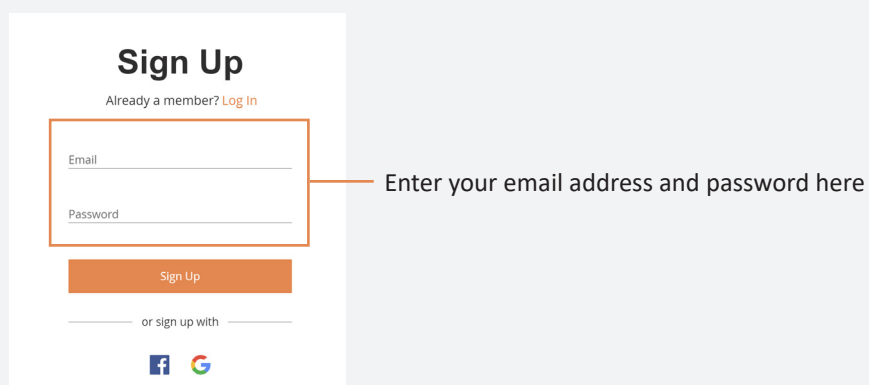 Sign Up
Already a member? Log In
Email
Enter your email address and password here
Password
Sign Up
or sign up with